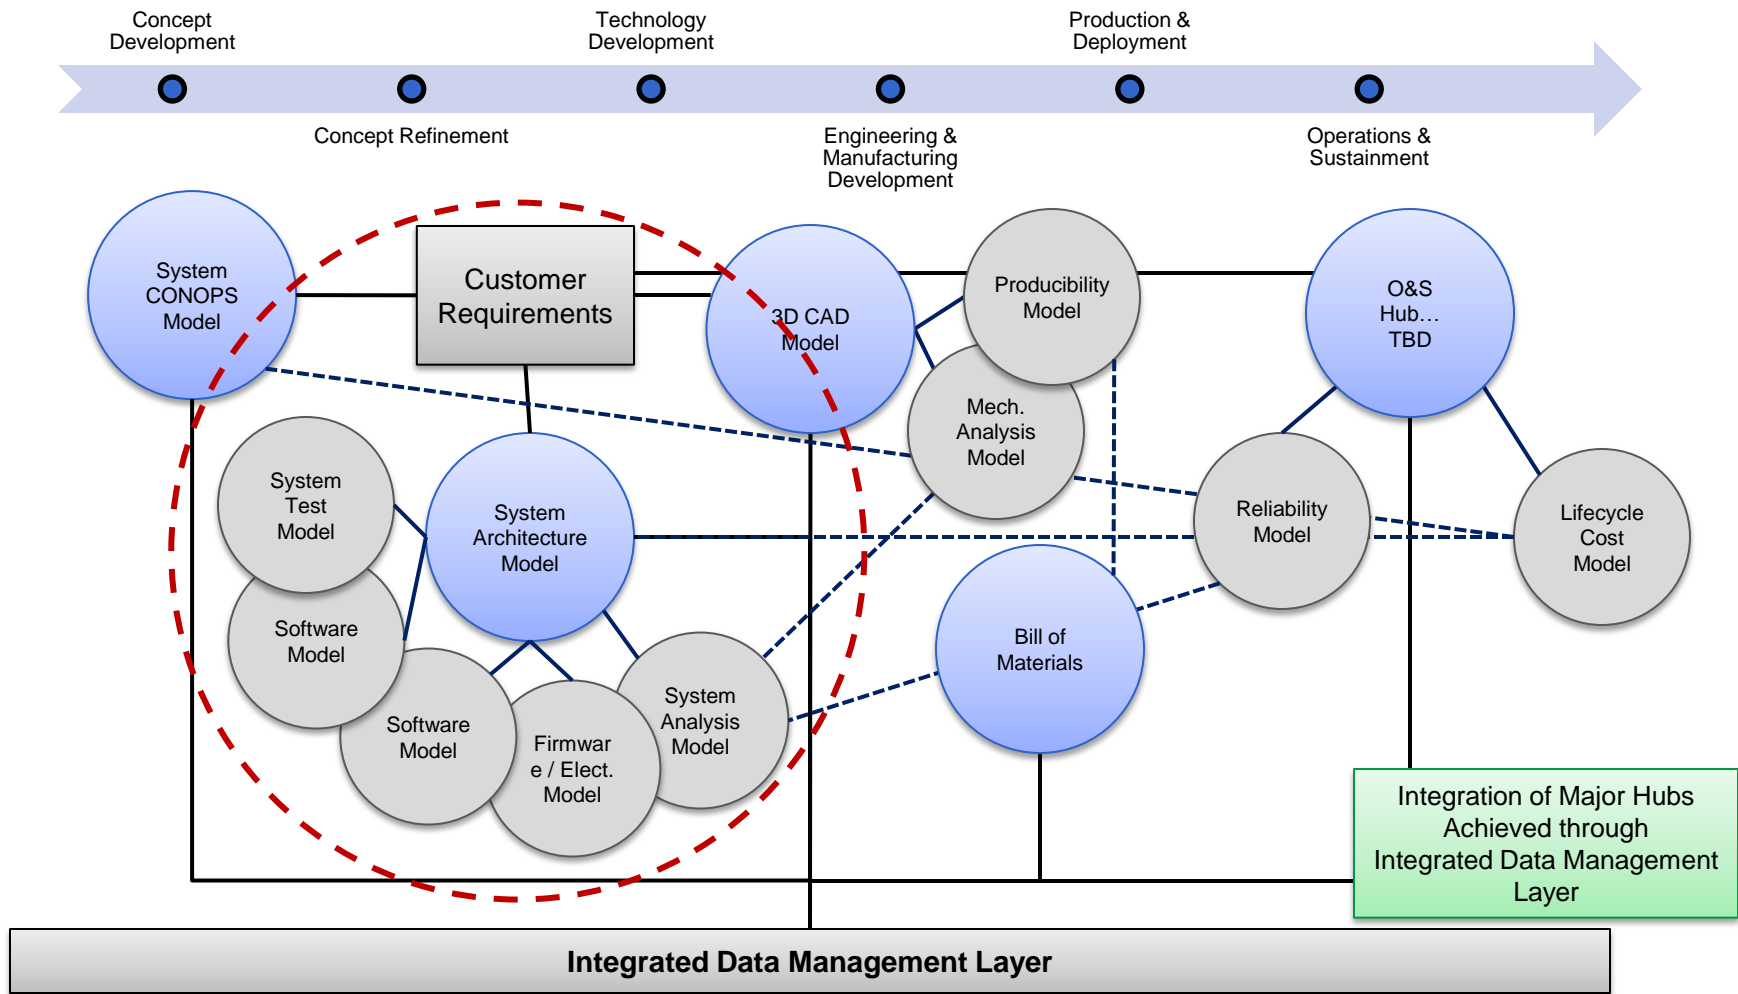 Concept
Development
Technology
Development
Production &
Deployment
Concept Refinement
Engineering &
Manufacturing
Development
Operations &
Sustainment
System
CONOPS
Model
Customer
Requirements
3D CAD
Model
Producibility
Model
O&S
Hub…
TBD
Mech.
Analysis
Model
System
Test
Model
System
Architecture
Model
Reliability
Model
Lifecycle
Cost
Model
Software
Model
Bill of
Materials
Software
Model
Firmwar
e / Elect.
Model
System
Analysis
Model
Integration of Major Hubs
Achieved through
Integrated Data Management
Layer
Integrated Data Management Layer